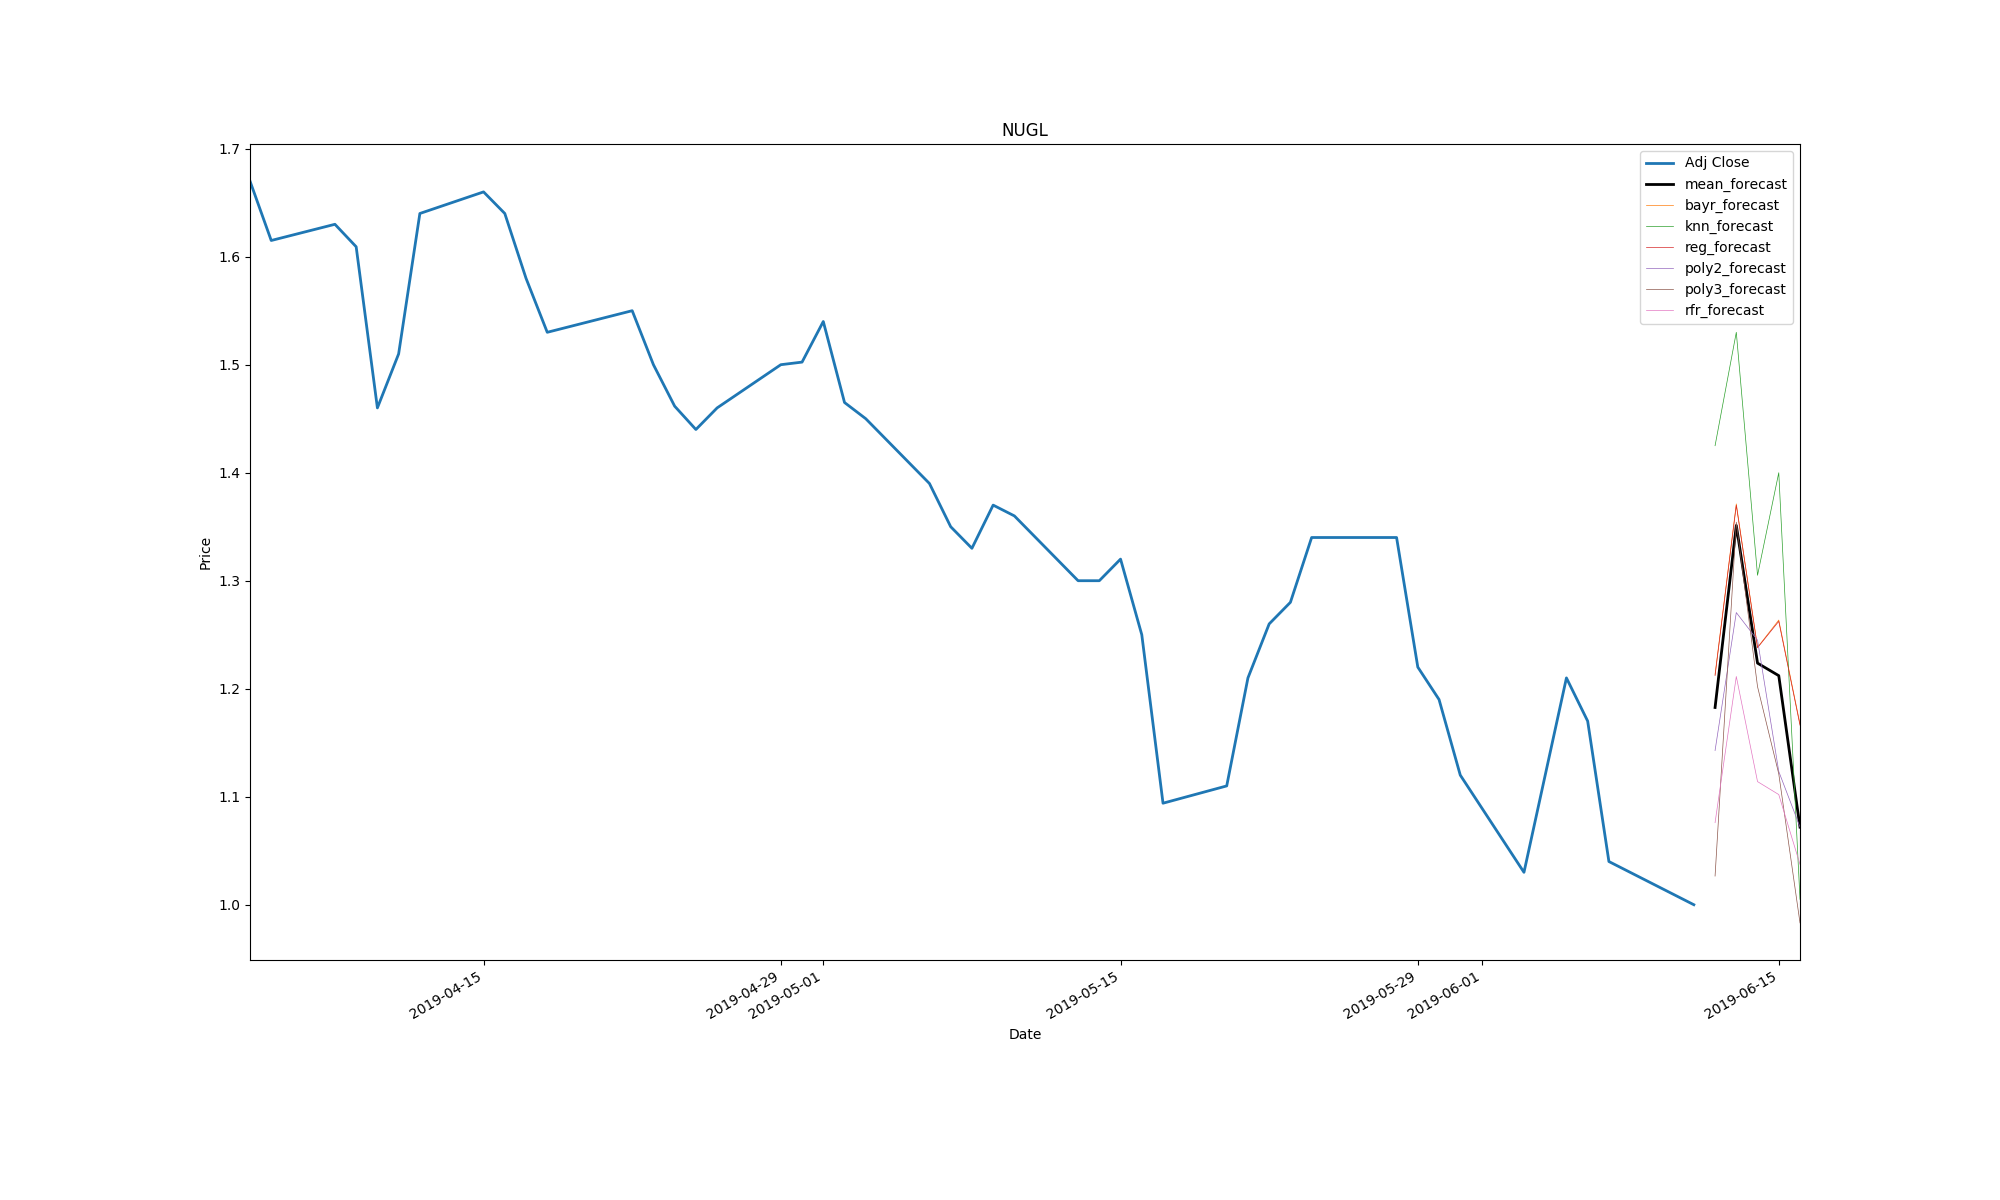 NUGL
1.7
1.6
1.5
1.4
1.3
1.2
1.1
1.0
Price
Adj Close
mean_forecast
bayr_forecast
knn_forecast
reg_forecast
poly2_forecast
poly3_forecast
rfr_forecast
2019-04-15
2019-04-29
2019-05-01
2019-05-15
2019-05-29
2019-06-01
2019-06-15
Date